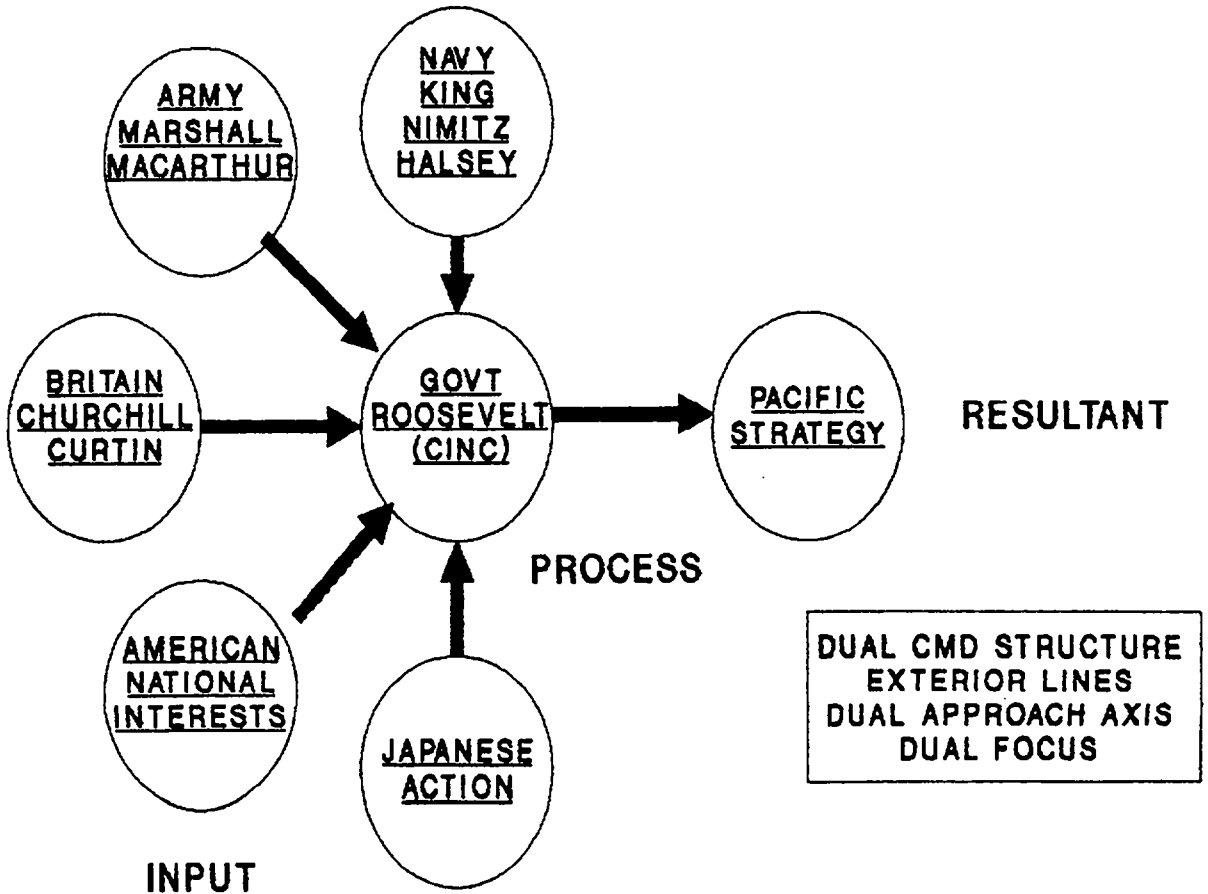 ARMY
MARSHALL
MACARTHUR
NAVY
KING
NIMITZ
HALSEY
BRITAIN
CHURCHILL
CURTIN
GOVT
ROOSEVELT
(CINC)
PACIFIC
STRATEGY
RESULTANT
PROCESS
AMERICAN
NATIONAL
INTERESTS
JAPANESE
ACTION
DUAL CMD STRUCTURE
EXTERIOR LINES
DUAL APPROACH AXIS
DUAL FOCUS
INPUT